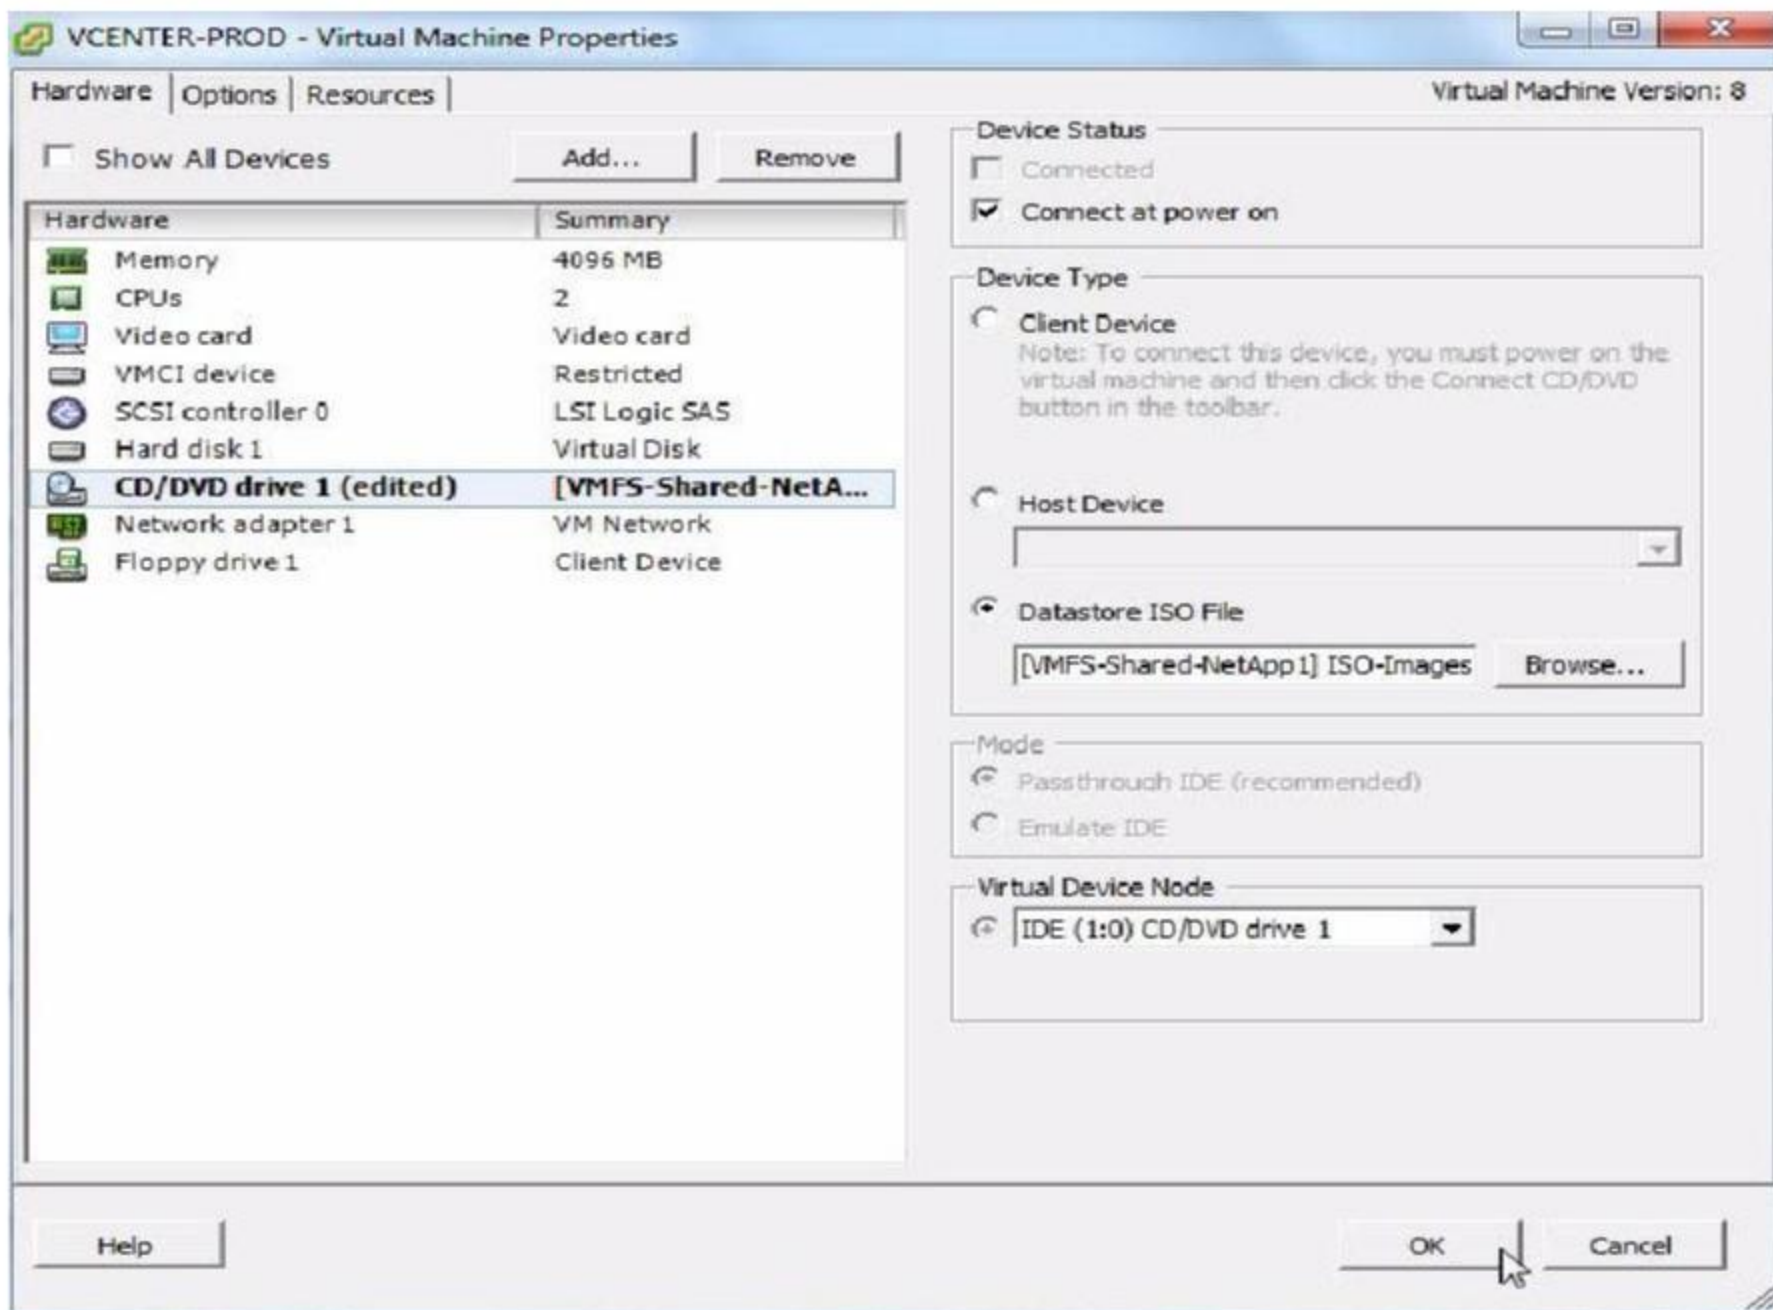 VCENTER-PROD - Virtual Machine Properties
Hardware Options Resources
Virtual Machine Version: 8
Show All Devices
Add...
Remove
Hardware Summary
Memory 4096 MB
CPUs 2
Video card Video card
VMCI device Restricted
SCSI controller 0 LSI Logic SAS
Hard disk 1 Virtual Disk
CD/DVD drive 1 (edited) [VMFS-Shared-NetA...
Network adapter 1 VM Network
Floppy drive 1 Client Device
Device Status
Connected
Connect at power on
Device Type
Client Device
Note: To connect this device, you must power on the
virtual machine and then click the Connect CD/DVD
button in the toolbar.
Host Device
Datastore ISO File
[VMFS-Shared-NetApp1] ISO-Images
Browse...
Mode
Passthrough IDE (recommended)
Emulate IDE
Virtual Device Node
IDE (1:0) CD/DVD drive 1
Help
OK
Cancel